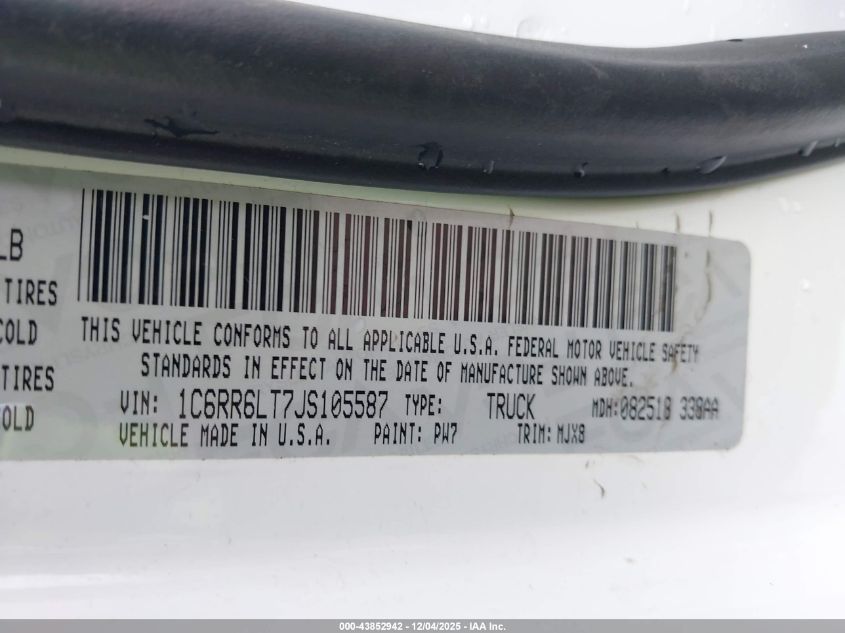 LB
TIRES
COLD
TIRES
OLD
THIS VEHICLE CONFORMS TO ALL APPLICABLE U.S.A. FEDERAL MOTOR VEHICLE SAFETY
STANDARDS IN EFFECT ON THE DATE OF MANUFACTURE SHOWN ABOVE.
VIN: 1C6RR6LT7JS105587 TYPE: TRUCK MDH:082518 330AA
VEHICLE MADE IN U.S.A. PAINT: PW7 TRIM: MJX8
000-43852942 - 12/04/2025 - IAA Inc.